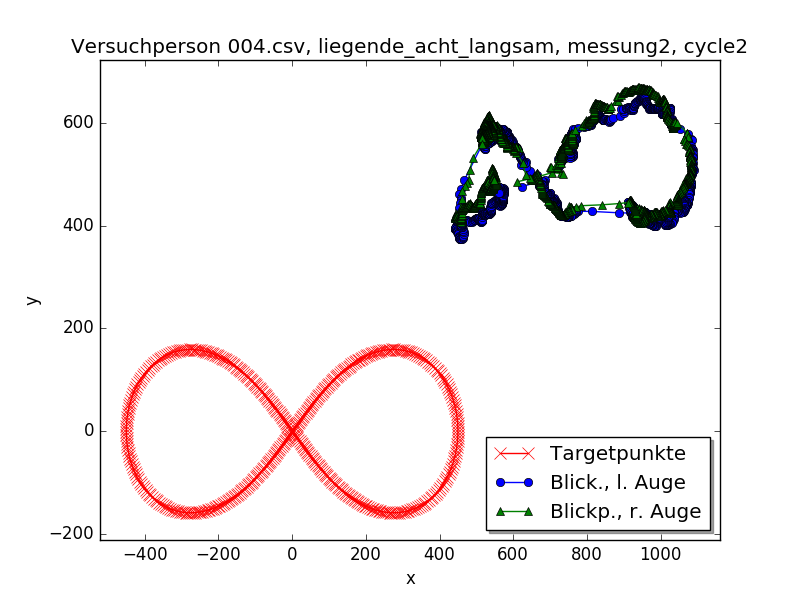 Versuchperson 004.csv, liegende_acht_langsam, messung2, cycle2
600
400
200
0
−200
y
−400 −200 0 200 400 600 800 1000
x
Targetpunkte
Blick., l. Auge
Blickp., r. Auge